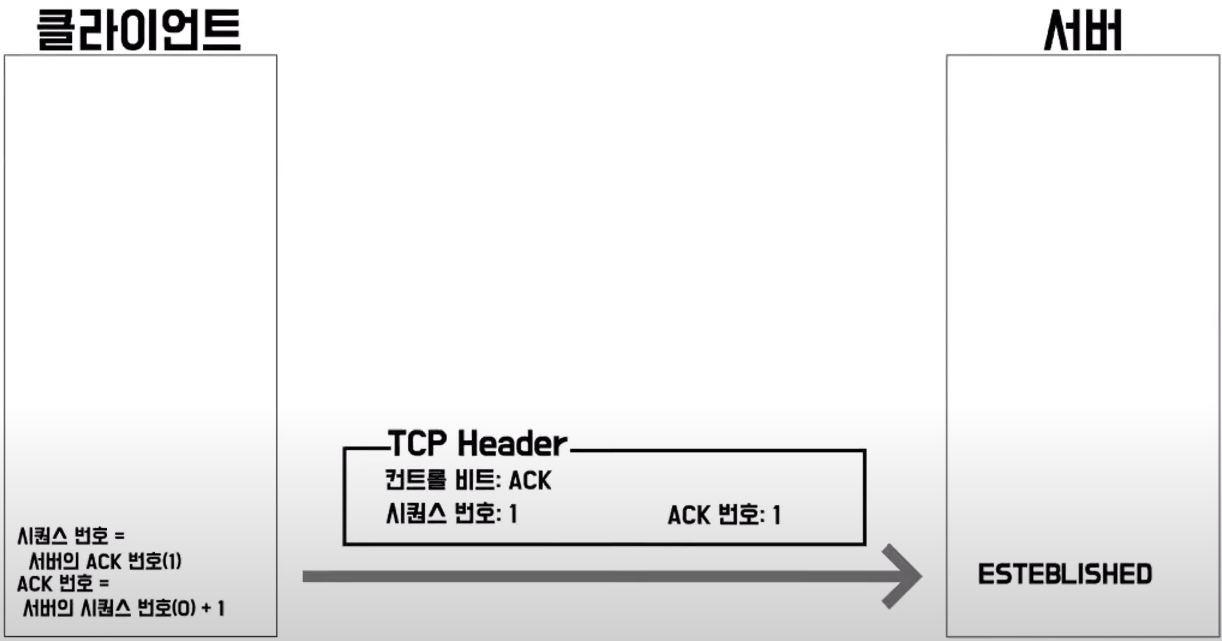 클라이언트
서버
TCP Header
컨트롤 비트: ACK
시퀀스 번호: 1
ACK 번호: 1
시퀀스 번호 =
서버의 ACK 번호(1)
ACK 번호 =
서버의 시퀀스 번호(0) + 1
ESTEBLISHED